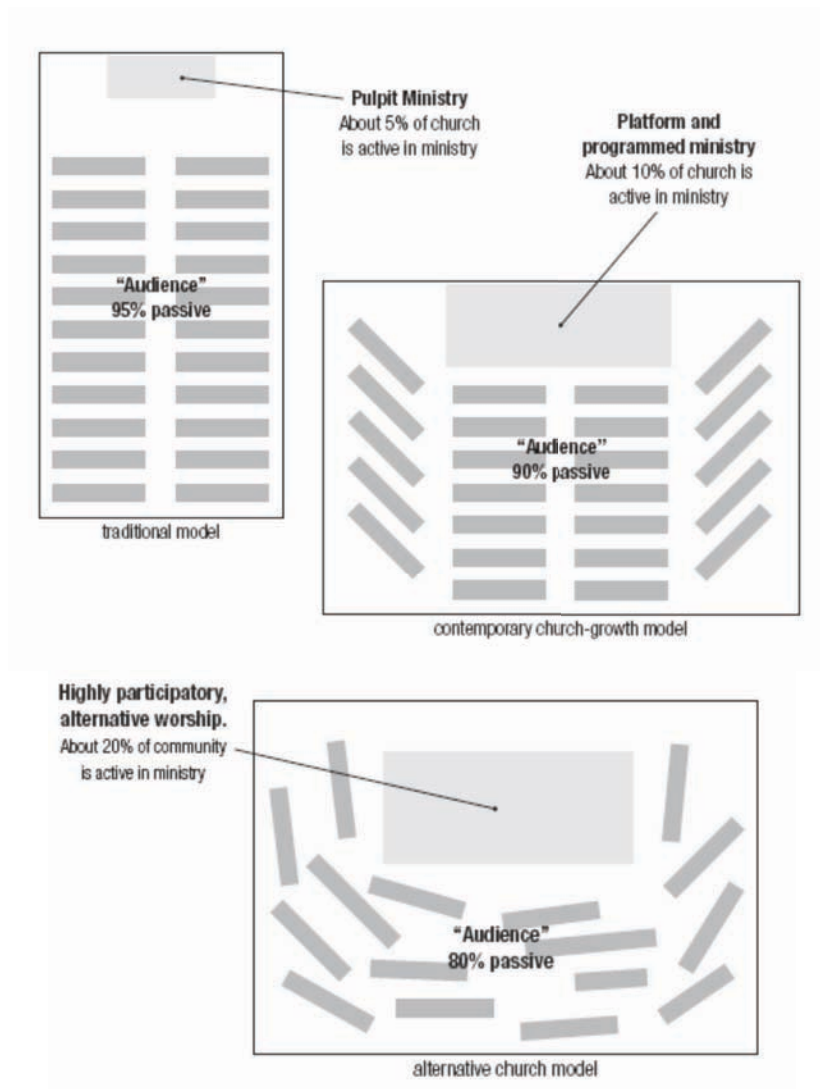 Pulpit Ministry
About 5% of church
is active in ministry
Platform and
programmed ministry
About 10% of church is
active in ministry
“Audience”
95% passive
traditional model
“Audience”
90% passive
contemporary church-growth model
Highly participatory,
alternative worship.
About 20% of community
is active in ministry
“Audience”
80% passive
alternative church model